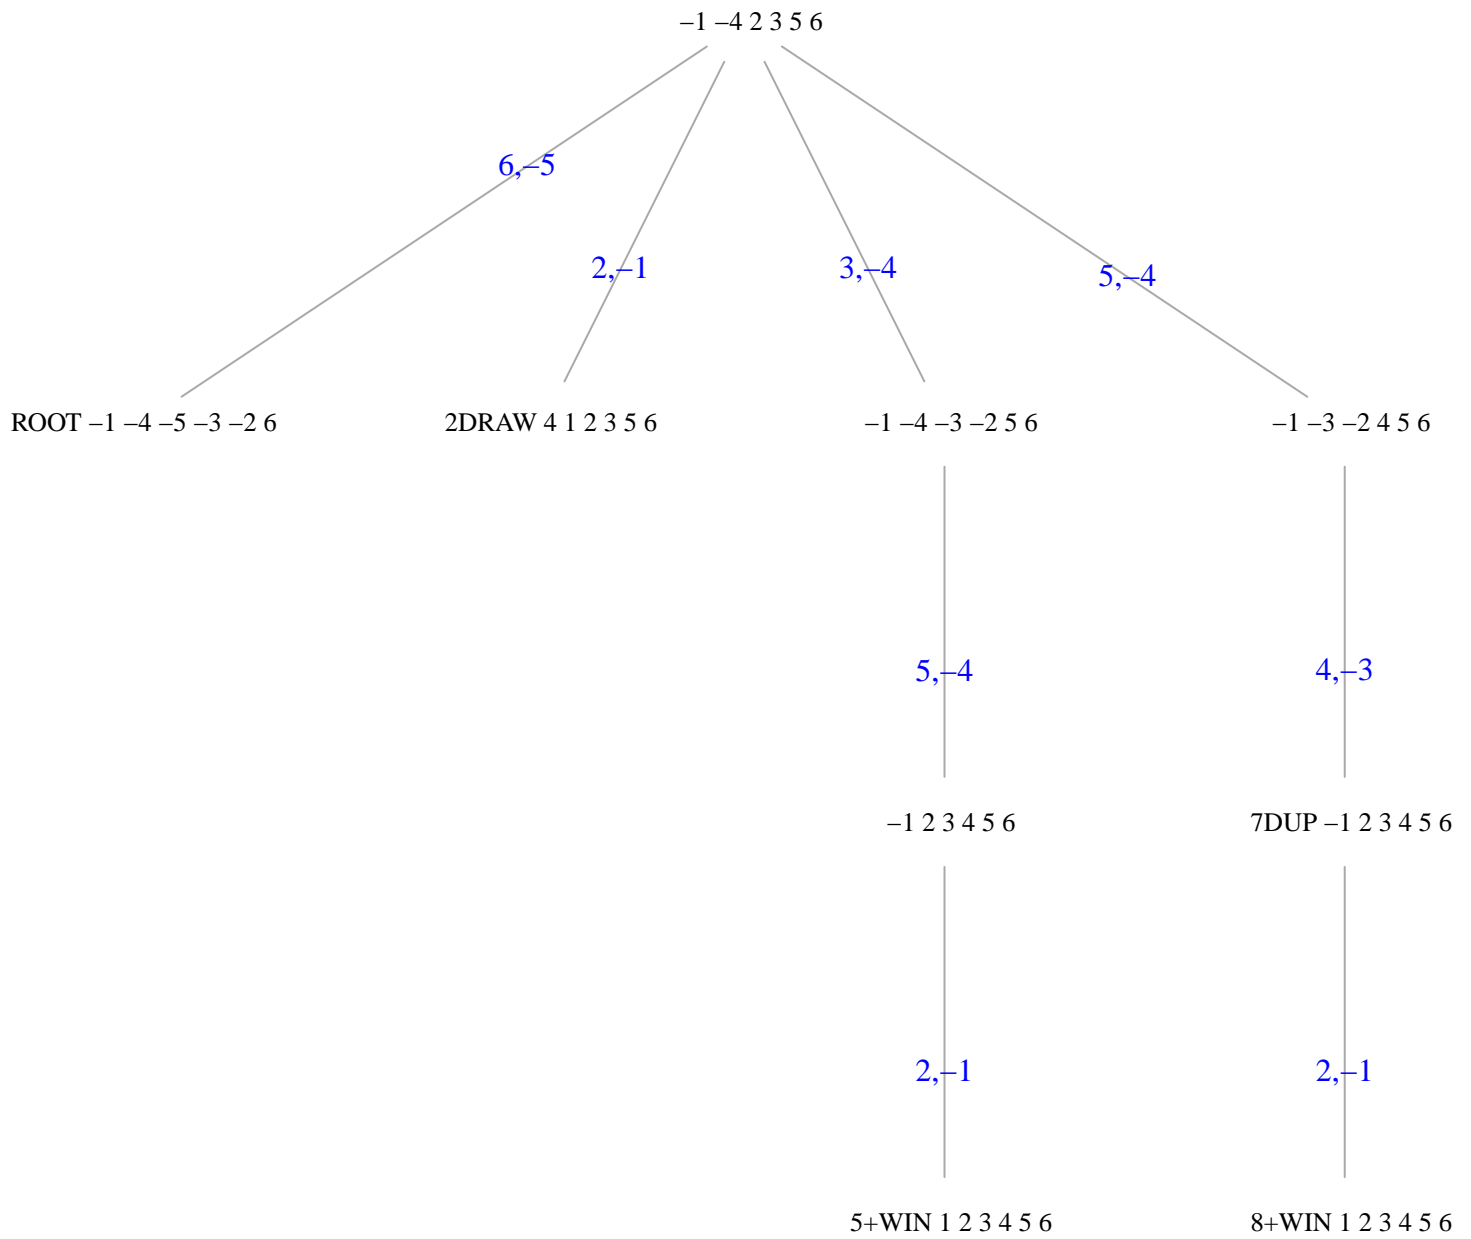 –1 –4 2 3 5 6
6,–5
2,–1
3,–4
5,–4
ROOT –1 –4 –5 –3 –2 6
2DRAW 4 1 2 3 5 6
–1 –4 –3 –2 5 6
–1 –3 –2 4 5 6
5,–4
4,–3
–1 2 3 4 5 6
7DUP –1 2 3 4 5 6
2,–1
2,–1
5+WIN 1 2 3 4 5 6
8+WIN 1 2 3 4 5 6